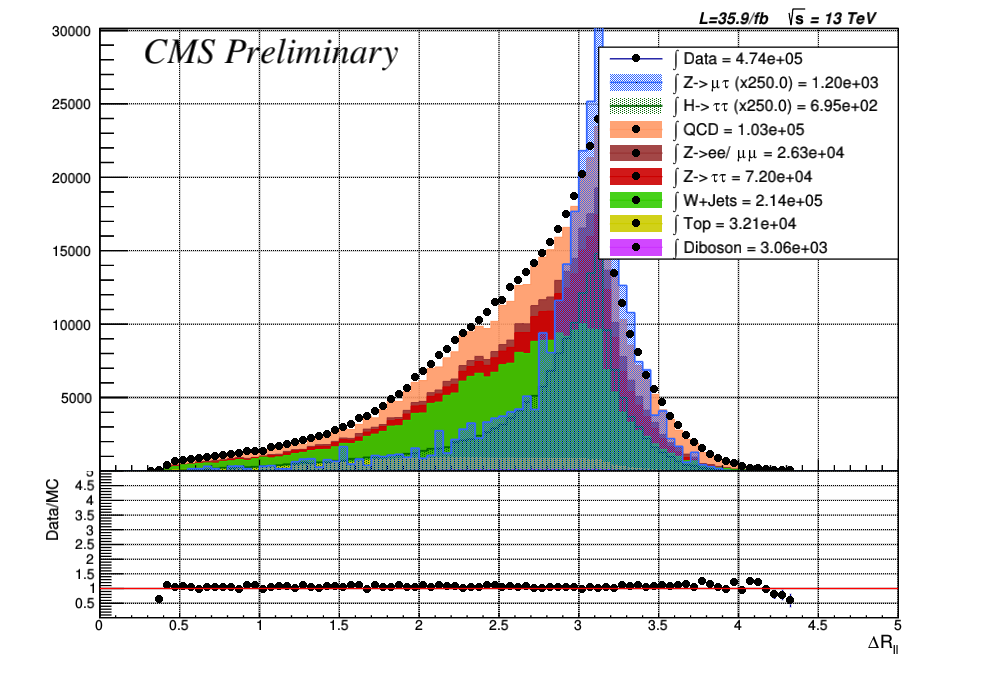 L=35.9/fb √s = 13 TeV
CMS Preliminary
30000
25000
20000
15000
10000
5000
∫ Data = 4.74e+05
∫ Z->μτ (x250.0) = 1.20e+03
∫ H->ττ (x250.0) = 6.95e+02
∫ QCD = 1.03e+05
∫ Z->ee/ μμ = 2.63e+04
∫ Z->ττ = 7.20e+04
∫ W+Jets = 2.14e+05
∫ Top = 3.21e+04
∫ Diboson = 3.06e+03
Data/MC
4.5
4
3.5
3
2.5
2
1.5
1
0.5
0 0.5 1 1.5 2 2.5 3 3.5 4 4.5 5
ΔR_ll